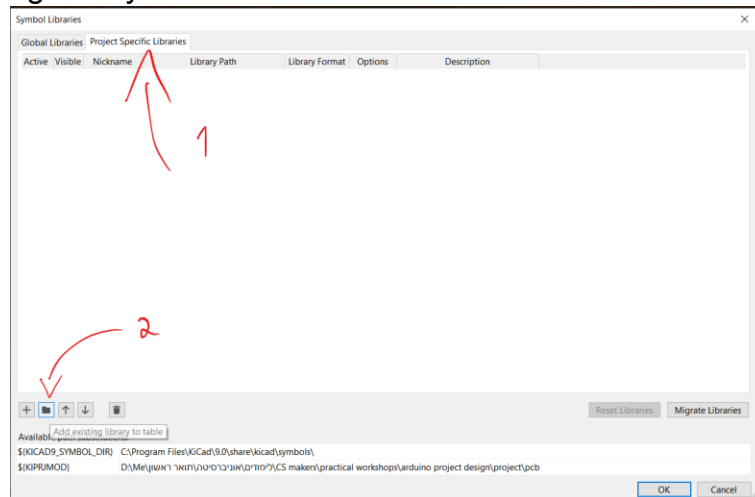 Symbol Libraries
Global Libraries Project Specific Libraries
Active Visible Nickname Library Path Library Format Options Description
1
2
Reset Libraries Migrate Libraries
Add existing library to table
${KICAD9_SYMBOL_DIR} C:\Program Files\KiCad\9.0\share\kicad\symbols\
${KIPRJMOD} D:\Me\לימודים\אוניברסיטה\תואר ראשון\CS makers\practical workshops\arduino project design\project\pcb
OK Cancel